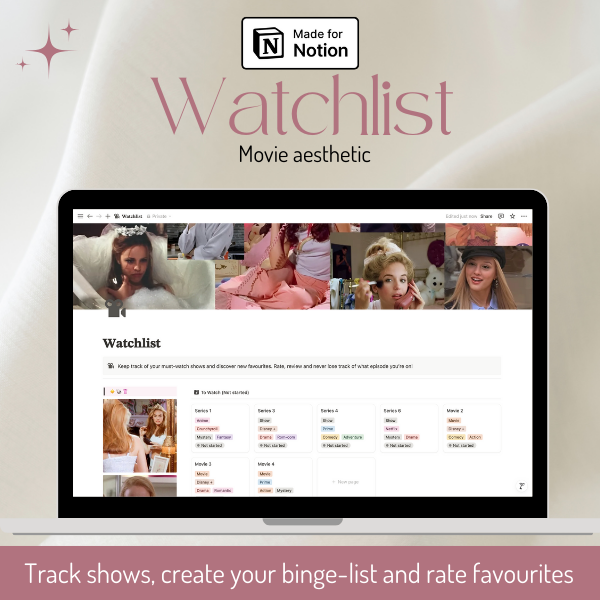 Made for
Notion
Watchlist
Movie aesthetic
Watchlist
Private
Edited just now
Share
Watchlist
Keep track of your must-watch shows and discover new favourites. Rate, review and never lose track of what episode you're on!
To Watch (Not started)
Series 1
Anime
Crunchyroll
Mystery Fantasy
Not started
Series 3
Show
Disney +
Drama Rom-com
Not started
Series 4
Show
Prime
Comedy Adventure
Not started
Series 6
Show
Netflix
Mystery Drama
Not started
Movie 2
Movie
Disney +
Comedy Action
Not started
Movie 3
Movie
Disney +
Drama Romantic
Movie 4
Movie
Prime
Anime Mystery
+ New page
Track shows, create your binge-list and rate favourites